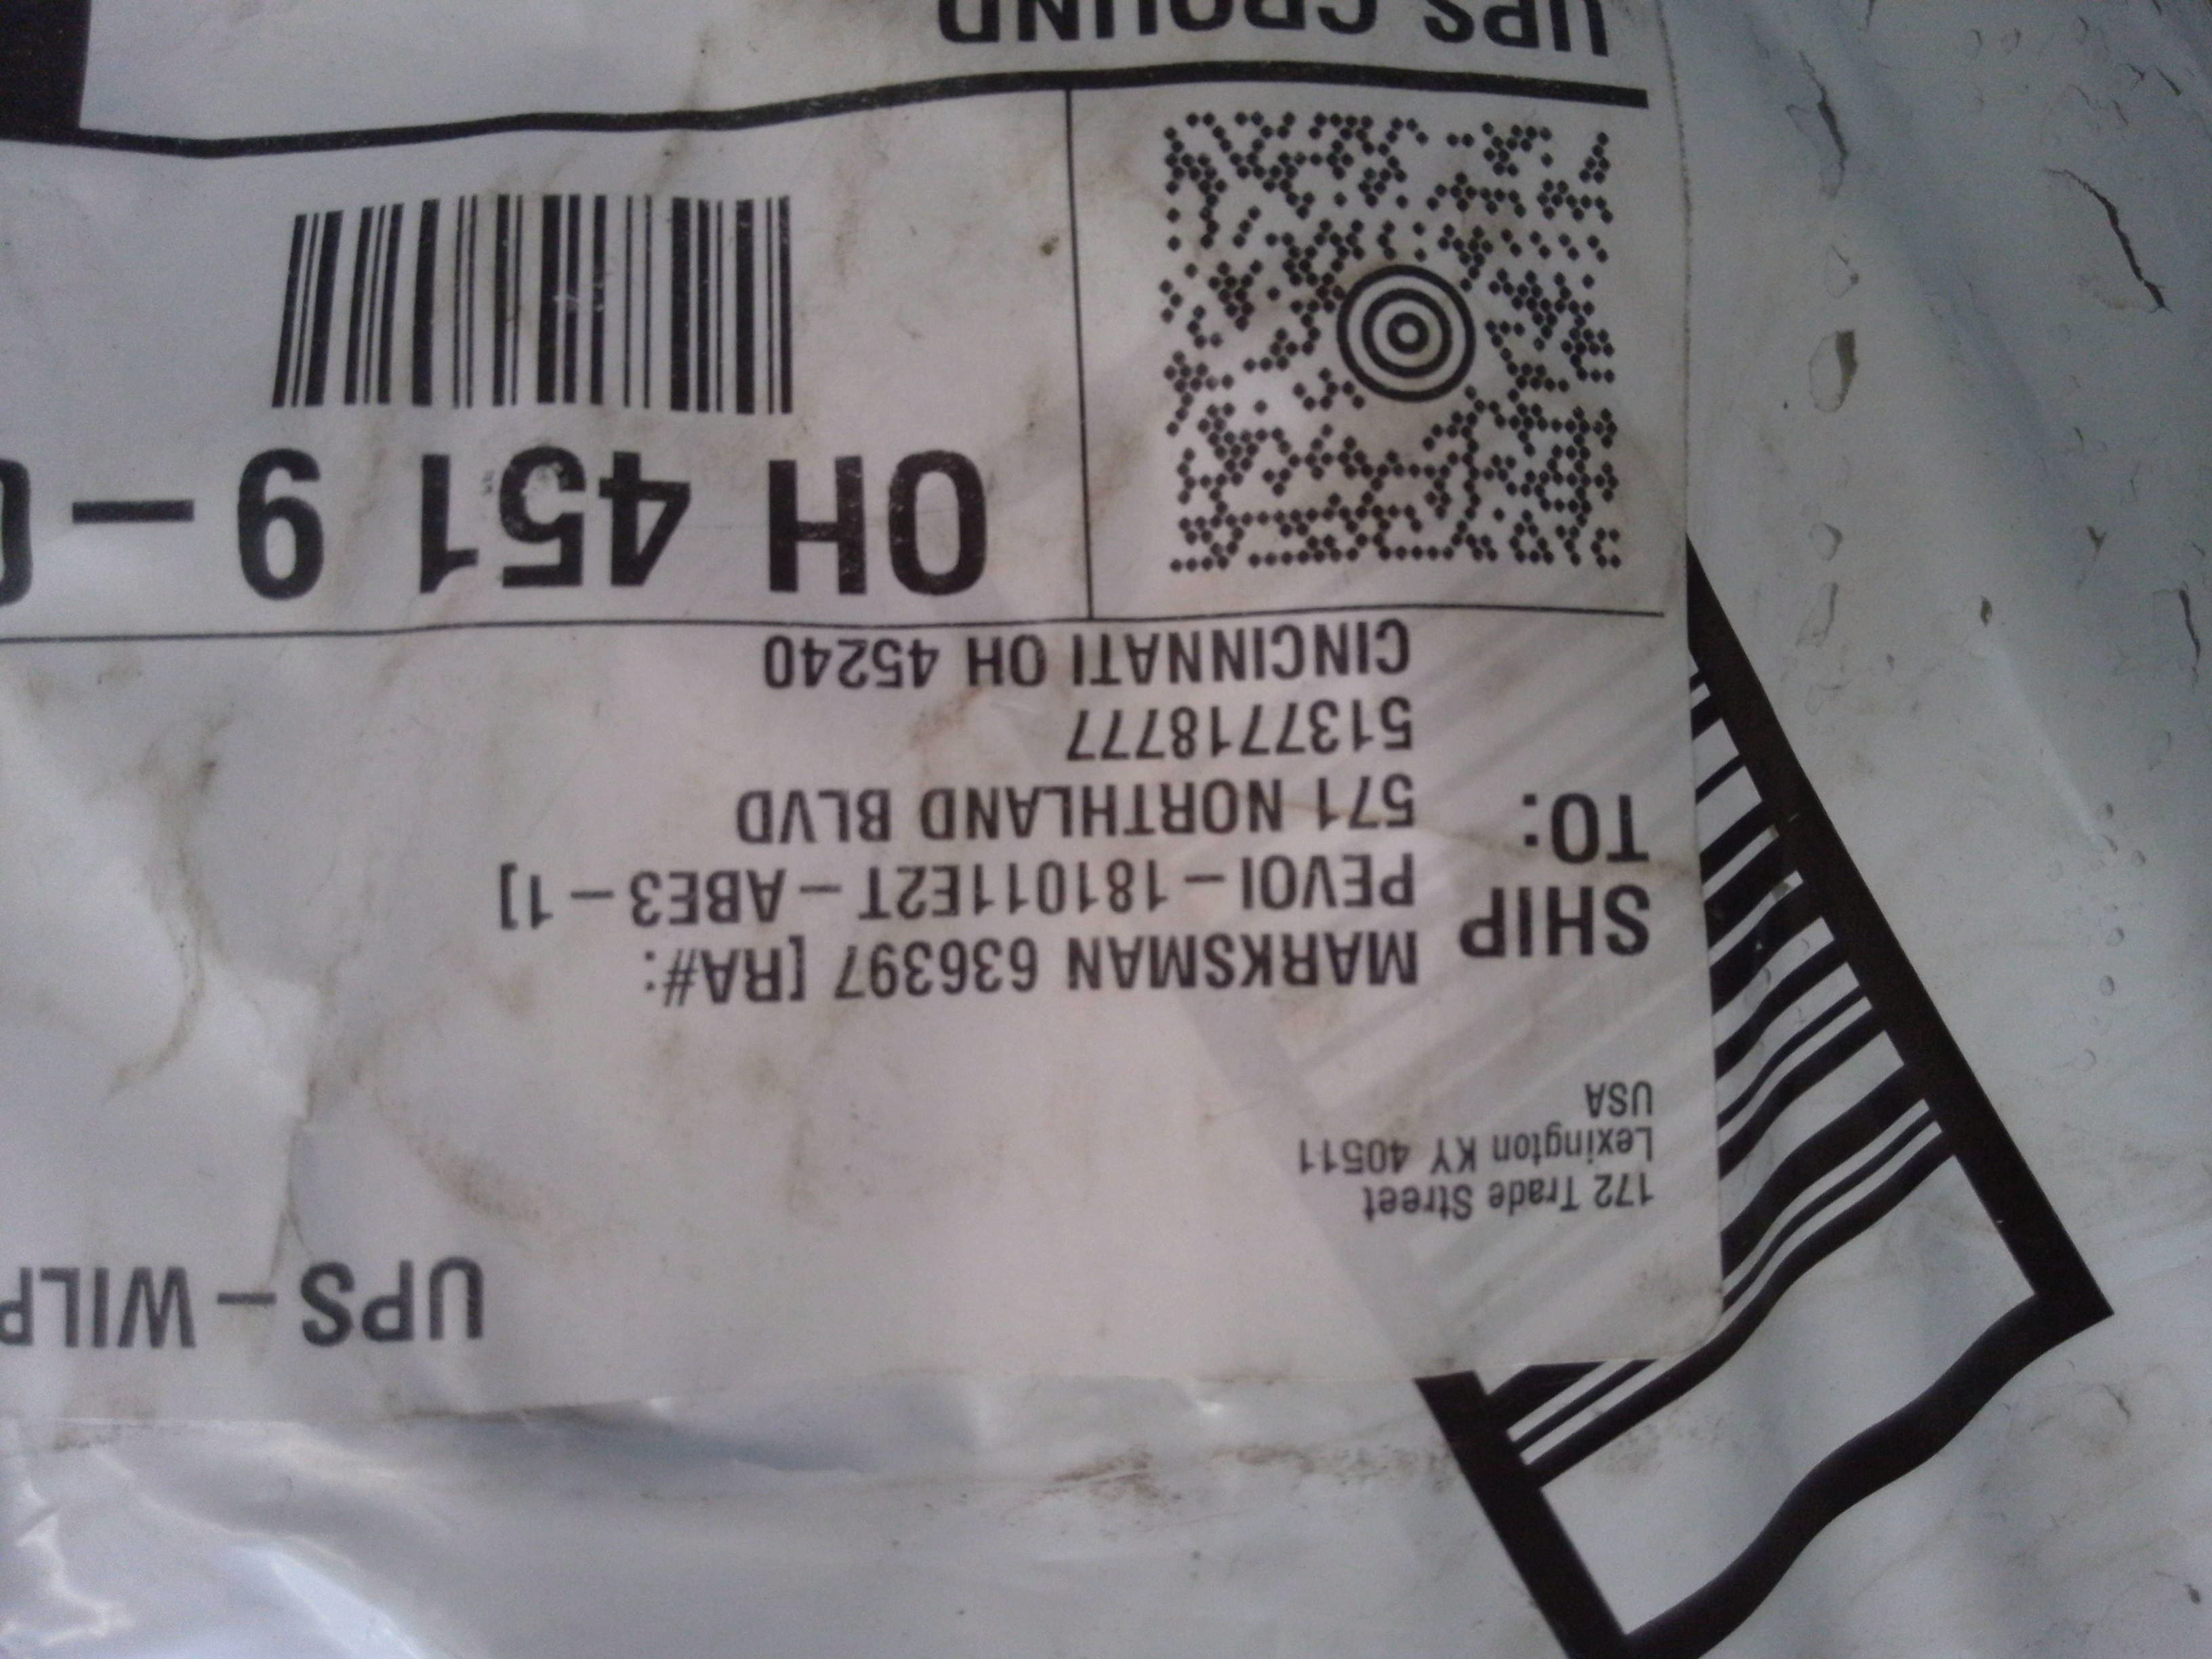 UPS-WILP
172 Trade Street
Lexington KY 40511
USA
SHIP TO:
MARKSMAN 636397 [RA#:
PEVOI-181011E2T-ABE3-1]
571 NORTHLAND BLVD
5137718777
CINCINNATI OH 45240
OH 451 9-0
UPS GROUND